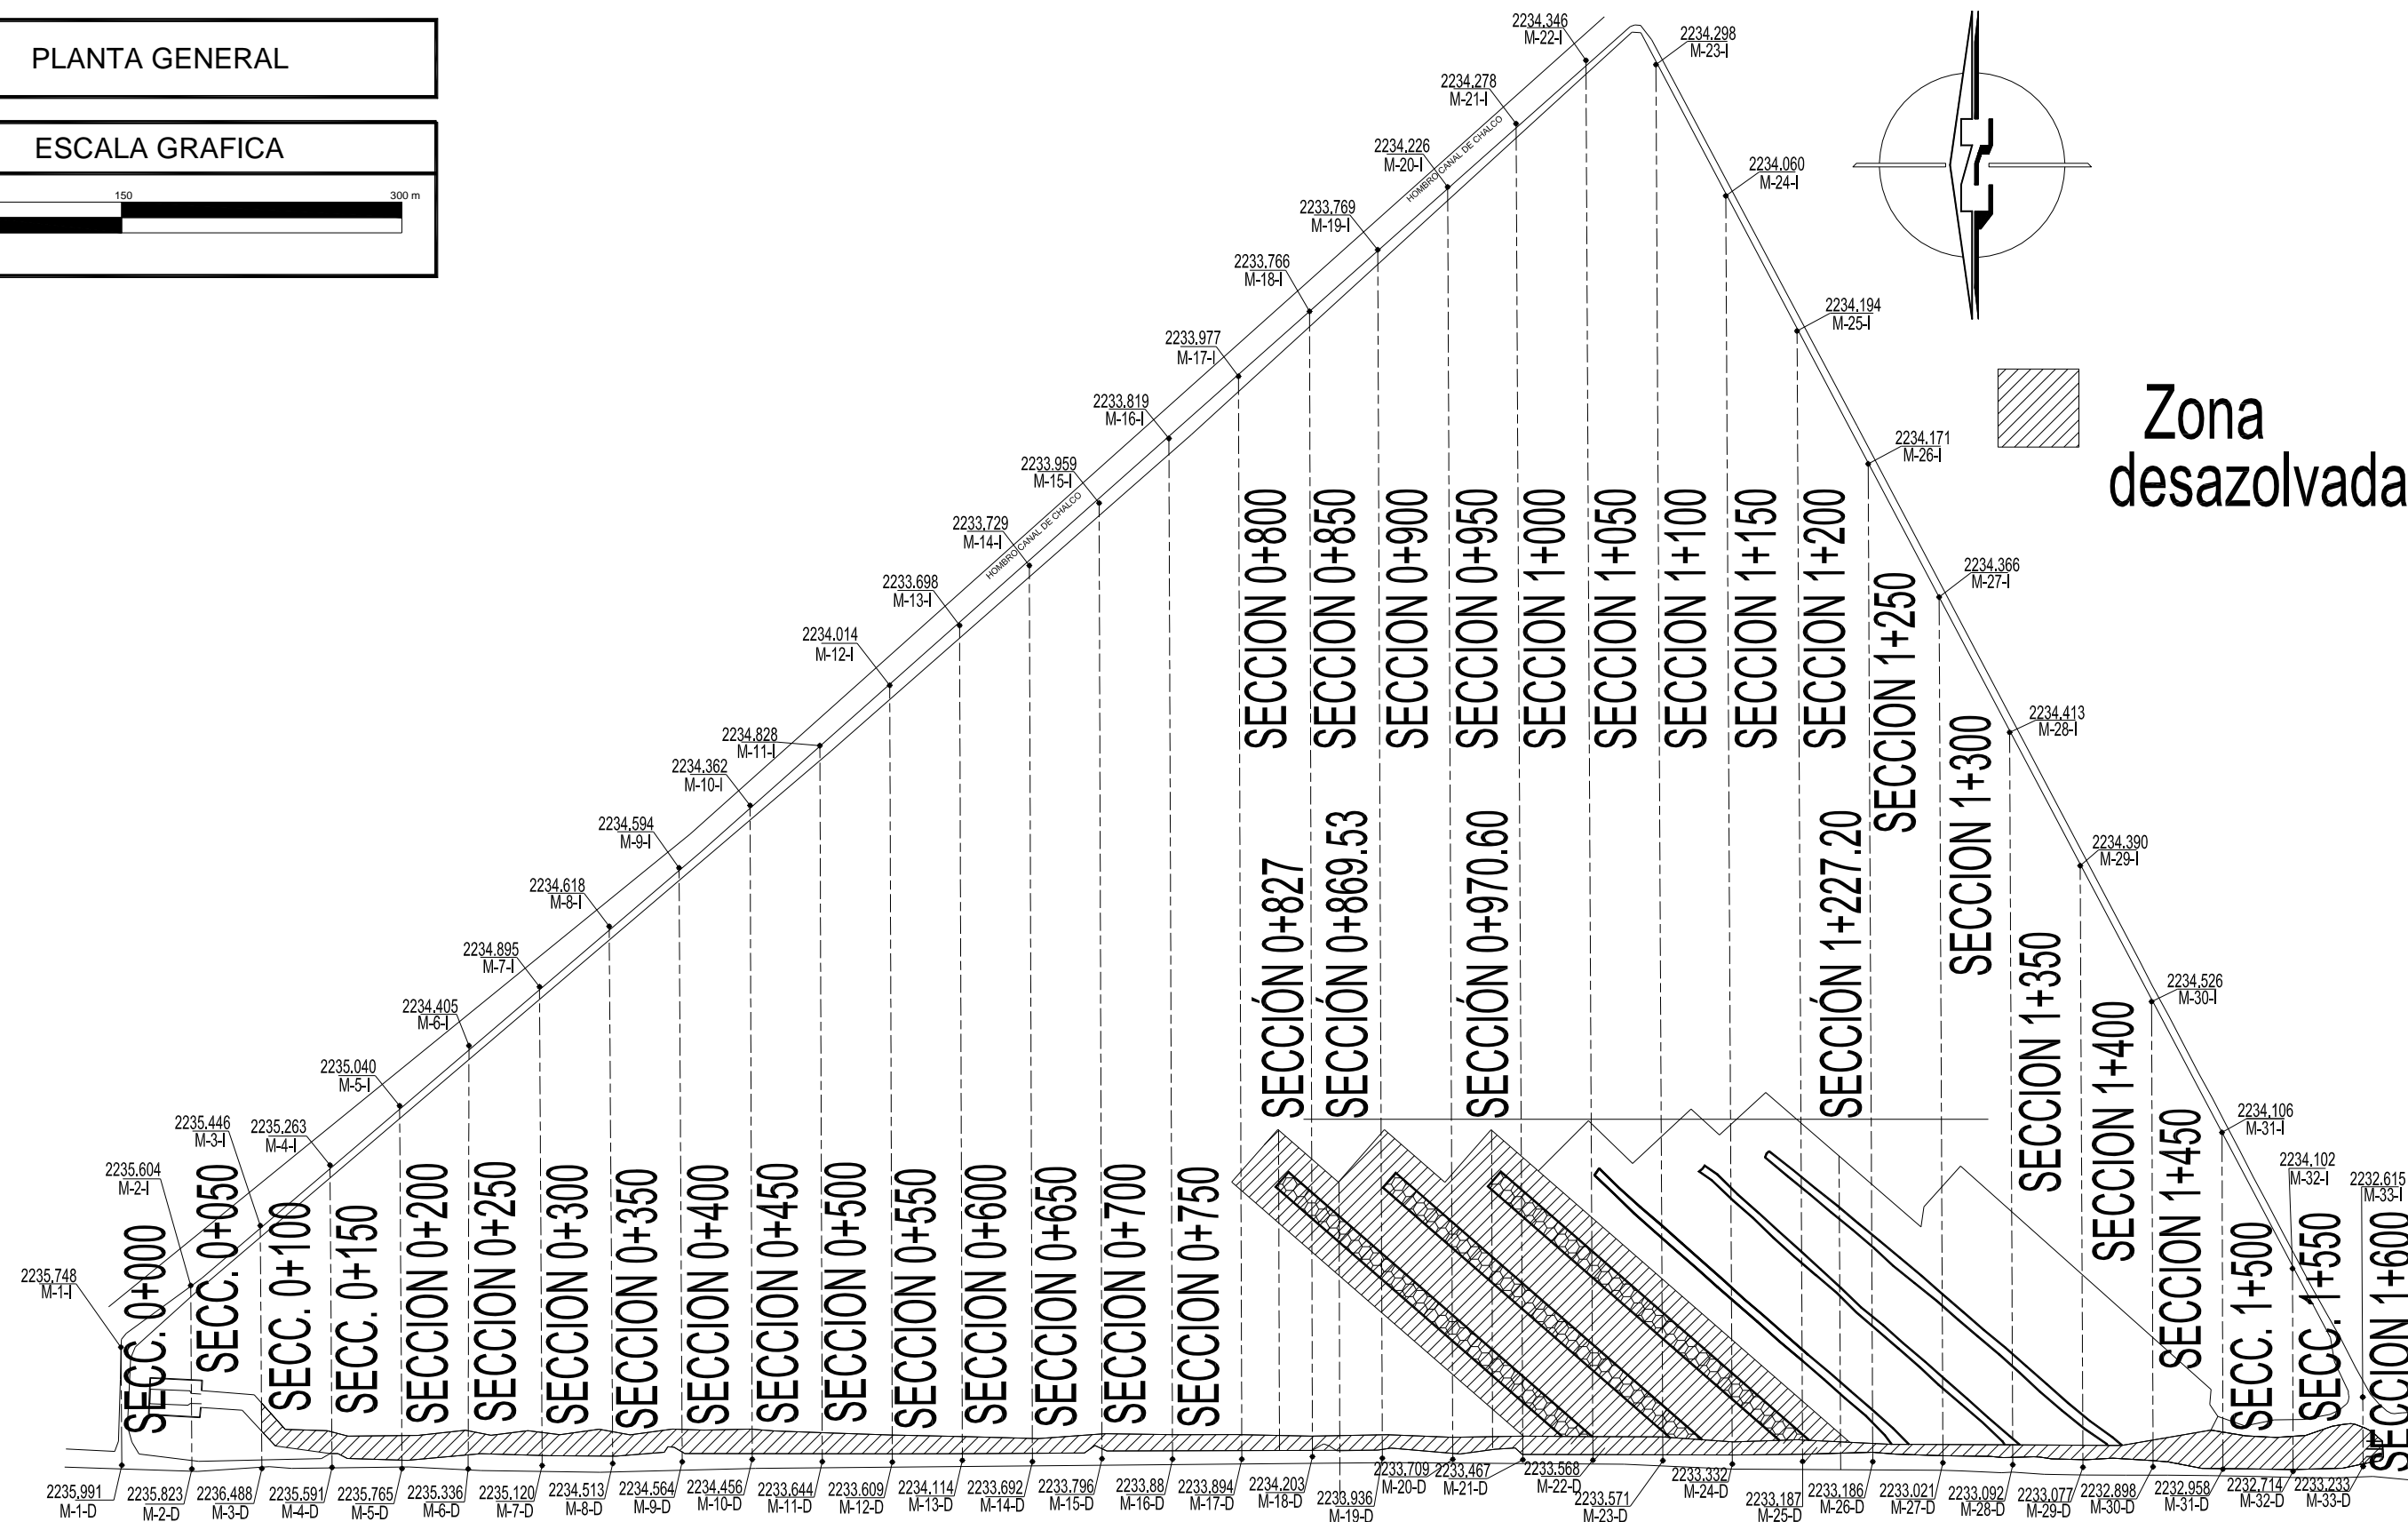 PLANTA GENERAL
ESCALA GRAFICA
150
300 m
Zona
desazolvada
HOMBRO CANAL DE CHALCO
HOMBRO CANAL DE CHALCO
2235.748
M-1-I
2235.604
M-2-I
2235.446
M-3-I
2235.263
M-4-I
2235.040
M-5-I
2234.405
M-6-I
2234.895
M-7-I
2234.618
M-8-I
2234.594
M-9-I
2234.362
M-10-I
2234.828
M-11-I
2234.014
M-12-I
2233.698
M-13-I
2233.729
M-14-I
2233.959
M-15-I
2233.819
M-16-I
2233.977
M-17-I
2233.766
M-18-I
2233.769
M-19-I
2234.226
M-20-I
2234.278
M-21-I
2234.346
M-22-I
2234.298
M-23-I
2234.060
M-24-I
2234.194
M-25-I
2234.171
M-26-I
2234.366
M-27-I
2234.413
M-28-I
2234.390
M-29-I
2234.526
M-30-I
2234.106
M-31-I
2234.102
M-32-I
2232.615
M-33-I
SECC. 0+000
SECC. 0+050
SECC. 0+100
SECC. 0+150
SECCION 0+200
SECCION 0+250
SECCION 0+300
SECCION 0+350
SECCION 0+400
SECCION 0+450
SECCION 0+500
SECCION 0+550
SECCION 0+600
SECCION 0+650
SECCION 0+700
SECCION 0+750
SECCION 0+800
SECCION 0+850
SECCION 0+900
SECCION 0+950
SECCION 1+000
SECCION 1+050
SECCION 1+100
SECCION 1+150
SECCION 1+200
SECCION 1+250
SECCION 1+300
SECCION 1+350
SECCION 1+400
SECCION 1+450
SECC. 1+500
SECC. 1+550
SECCION 1+600
SECCIÓN 0+827
SECCIÓN 0+869.53
SECCIÓN 0+970.60
SECCIÓN 1+227.20
2235.991
M-1-D
2235.823
M-2-D
2236.488
M-3-D
2235.591
M-4-D
2235.765
M-5-D
2235.336
M-6-D
2235.120
M-7-D
2234.513
M-8-D
2234.564
M-9-D
2234.456
M-10-D
2233.644
M-11-D
2233.609
M-12-D
2234.114
M-13-D
2233.692
M-14-D
2233.796
M-15-D
2233.88
M-16-D
2233.894
M-17-D
2234.203
M-18-D
2233.936
M-19-D
2233.709
M-20-D
2233.467
M-21-D
2233.568
M-22-D
2233.571
M-23-D
2233.332
M-24-D
2233.187
M-25-D
2233.186
M-26-D
2233.021
M-27-D
2233.092
M-28-D
2233.077
M-29-D
2232.898
M-30-D
2232.958
M-31-D
2232.714
M-32-D
2233.233
M-33-D